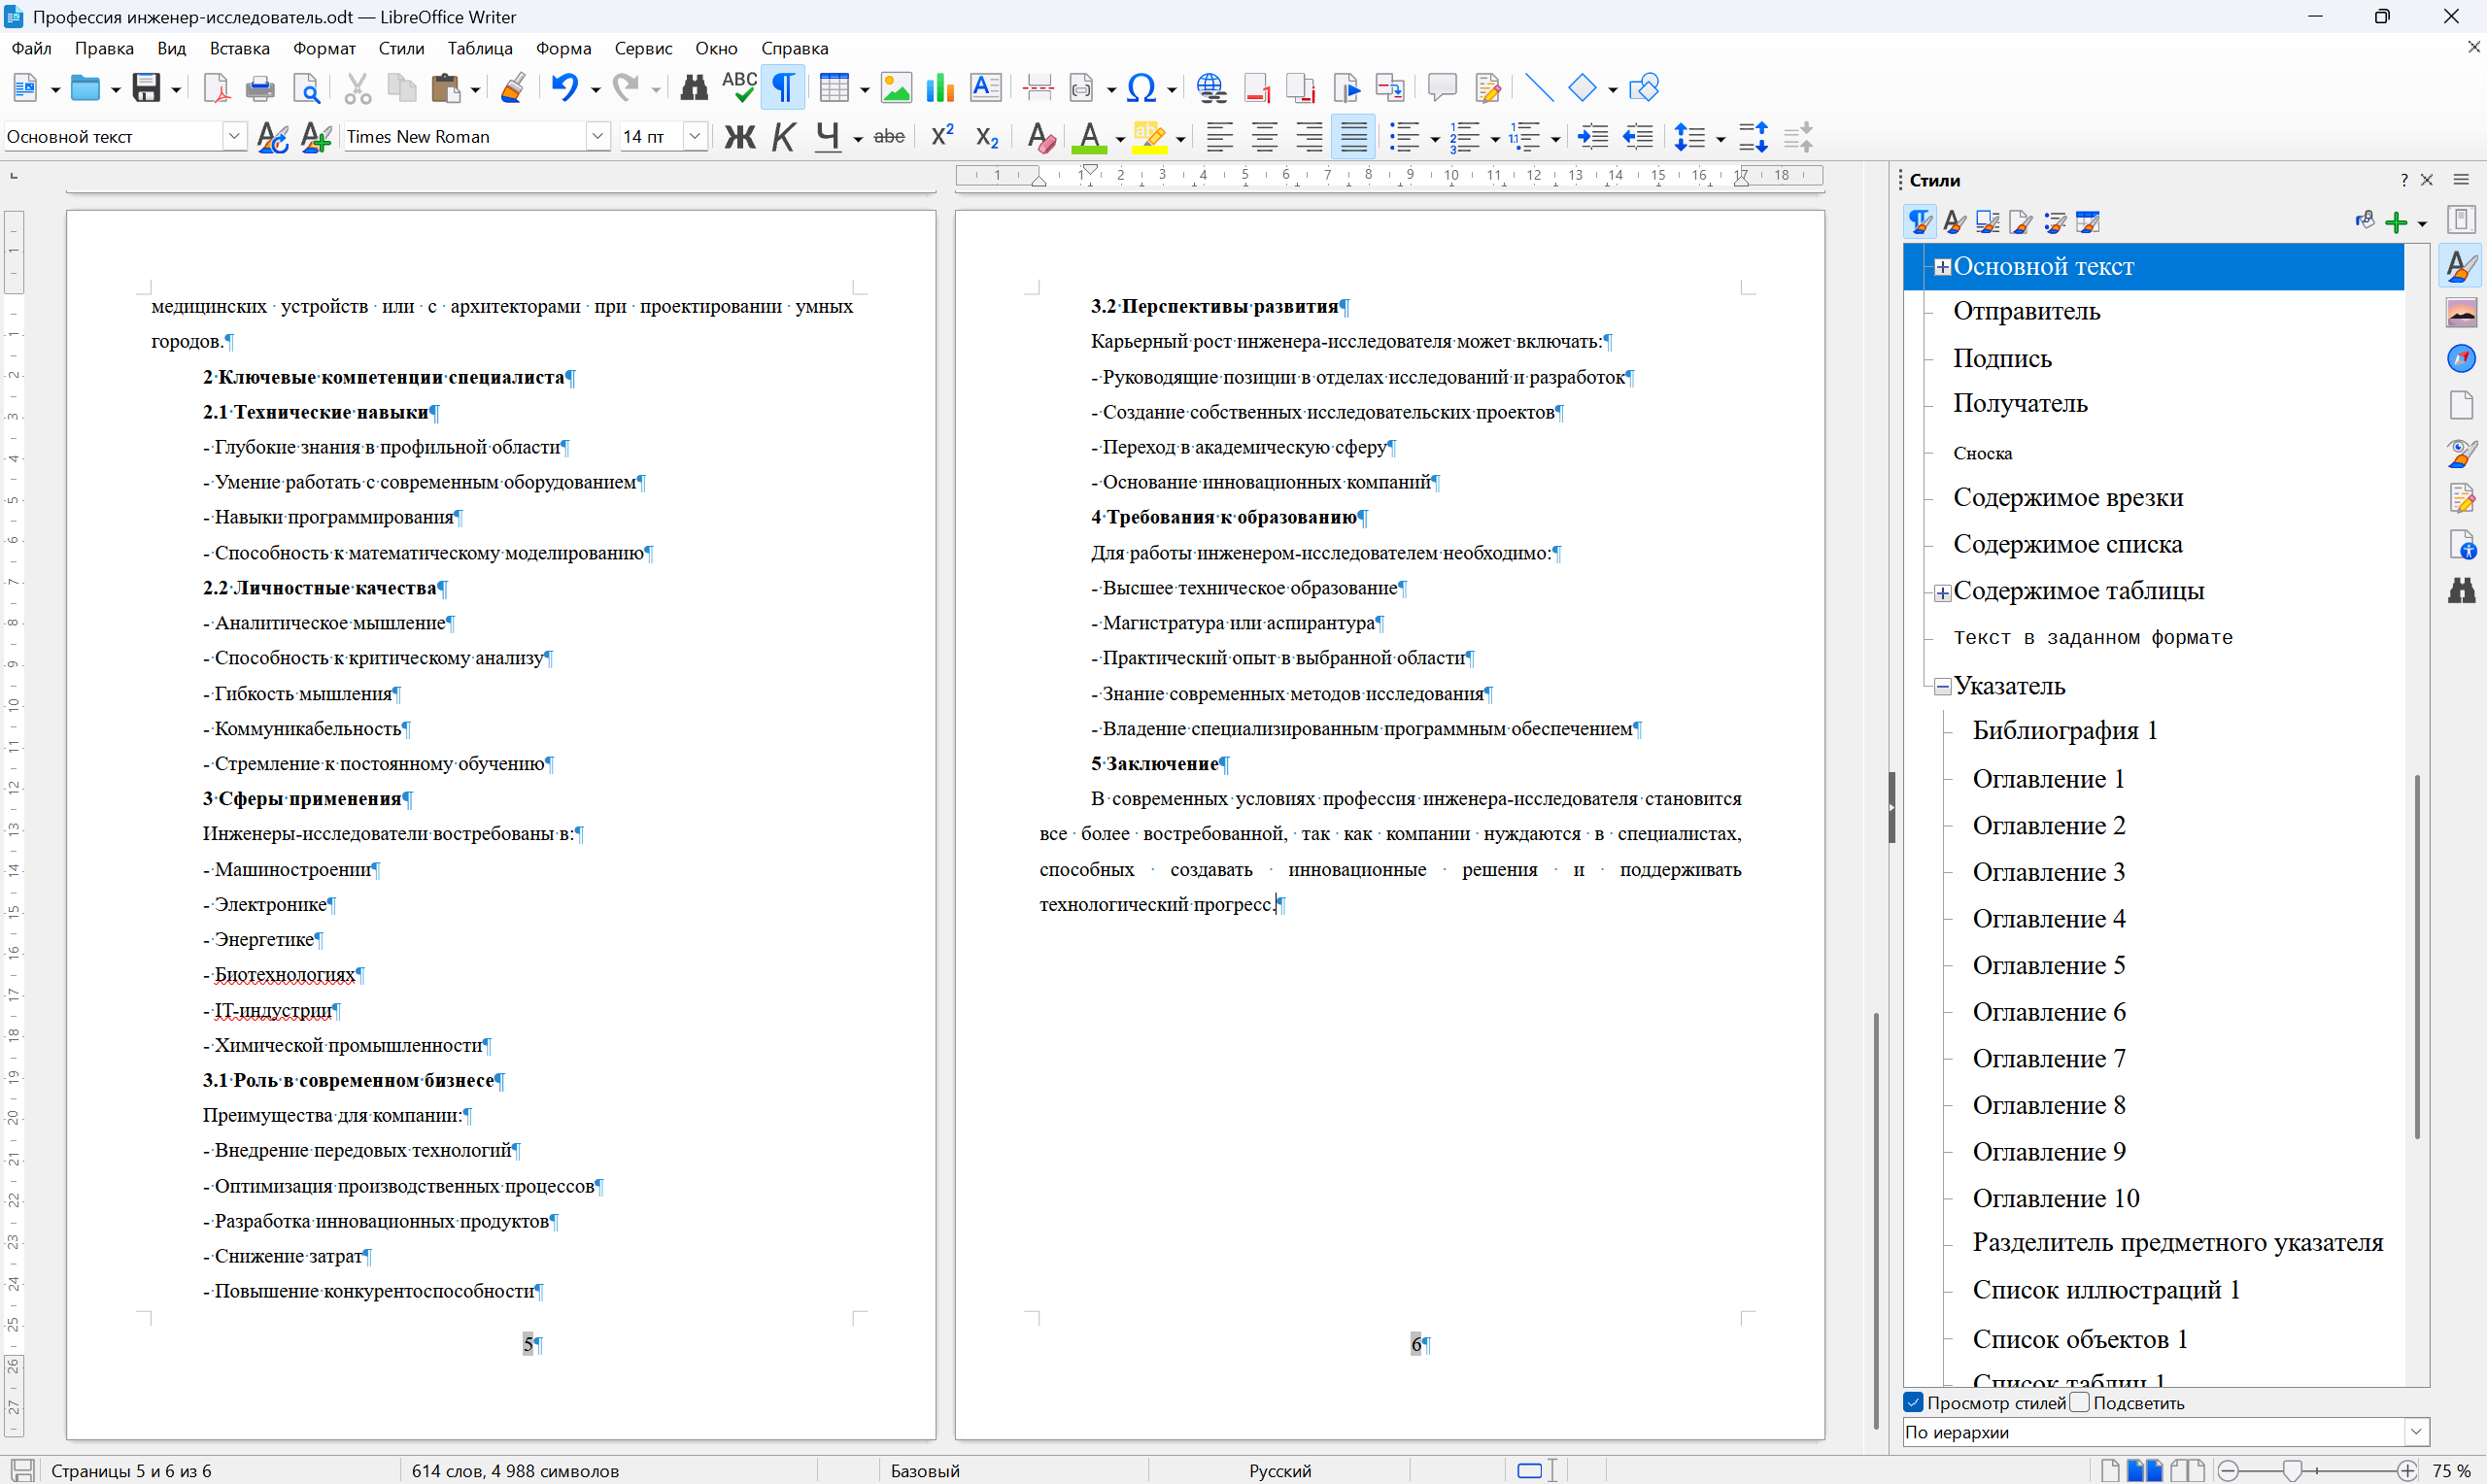 Профессия инженер-исследователь.odt — LibreOffice Writer
Файл Правка Вид Вставка Формат Стили Таблица Форма Сервис Окно Справка
Основной текст Times New Roman 14 пт Ж К Ч abc X² X₂
Стили
медицинских устройств или с архитекторами при проектировании умных
городов.¶
2 Ключевые компетенции специалиста¶
2.1 Технические навыки¶
- Глубокие знания в профильной области¶
- Умение работать с современным оборудованием¶
- Навыки программирования¶
- Способность к математическому моделированию¶
2.2 Личностные качества¶
- Аналитическое мышление¶
- Способность к критическому анализу¶
- Гибкость мышления¶
- Коммуникабельность¶
- Стремление к постоянному обучению¶
3 Сферы применения¶
Инженеры-исследователи востребованы в:¶
- Машиностроении¶
- Электронике¶
- Энергетике¶
- Биотехнологиях¶
- IT-индустрии¶
- Химической промышленности¶
3.1 Роль в современном бизнесе¶
Преимущества для компании:¶
- Внедрение передовых технологий¶
- Оптимизация производственных процессов¶
- Разработка инновационных продуктов¶
- Снижение затрат¶
- Повышение конкурентоспособности¶
5¶
3.2 Перспективы развития¶
Карьерный рост инженера-исследователя может включать:¶
- Руководящие позиции в отделах исследований и разработок¶
- Создание собственных исследовательских проектов¶
- Переход в академическую сферу¶
- Основание инновационных компаний¶
4 Требования к образованию¶
Для работы инженером-исследователем необходимо:¶
- Высшее техническое образование¶
- Магистратура или аспирантура¶
- Практический опыт в выбранной области¶
- Знание современных методов исследования¶
- Владение специализированным программным обеспечением¶
5 Заключение¶
В современных условиях профессия инженера-исследователя становится
все более востребованной, так как компании нуждаются в специалистах,
способных создавать инновационные решения и поддерживать
технологический прогресс.¶
6¶
Основной текст
Отправитель
Подпись
Получатель
Сноска
Содержимое врезки
Содержимое списка
Содержимое таблицы
Текст в заданном формате
Указатель
Библиография 1
Оглавление 1
Оглавление 2
Оглавление 3
Оглавление 4
Оглавление 5
Оглавление 6
Оглавление 7
Оглавление 8
Оглавление 9
Оглавление 10
Разделитель предметного указателя
Список иллюстраций 1
Список объектов 1
Список таблиц 1
Просмотр стилей Подсветить
По иерархии
Страницы 5 и 6 из 6 614 слов, 4 988 символов Базовый Русский 75 %